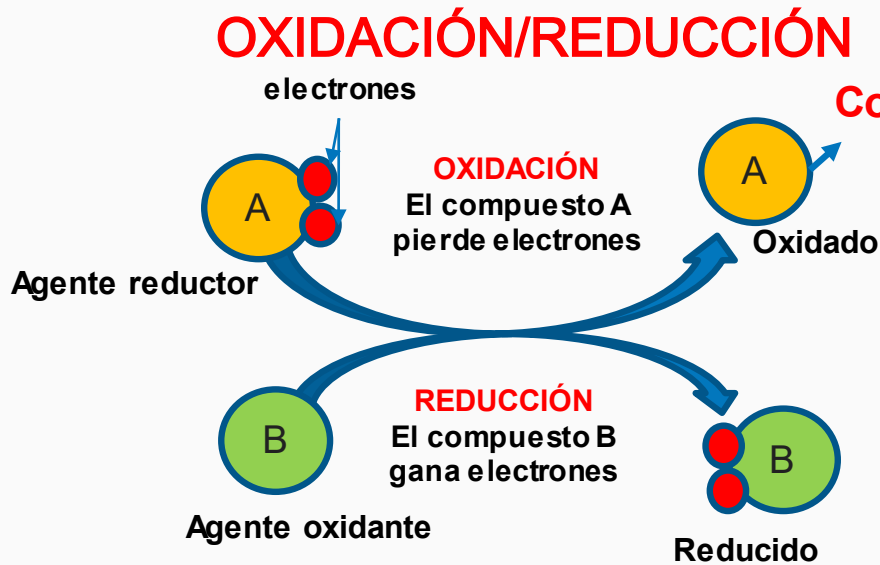 OXIDACIÓN/REDUCCIÓN
electrones
Co
A
OXIDACIÓN
El compuesto A
pierde electrones
A
Agente reductor
Oxidado
B
REDUCCIÓN
El compuesto B
gana electrones
B
Agente oxidante
Reducido